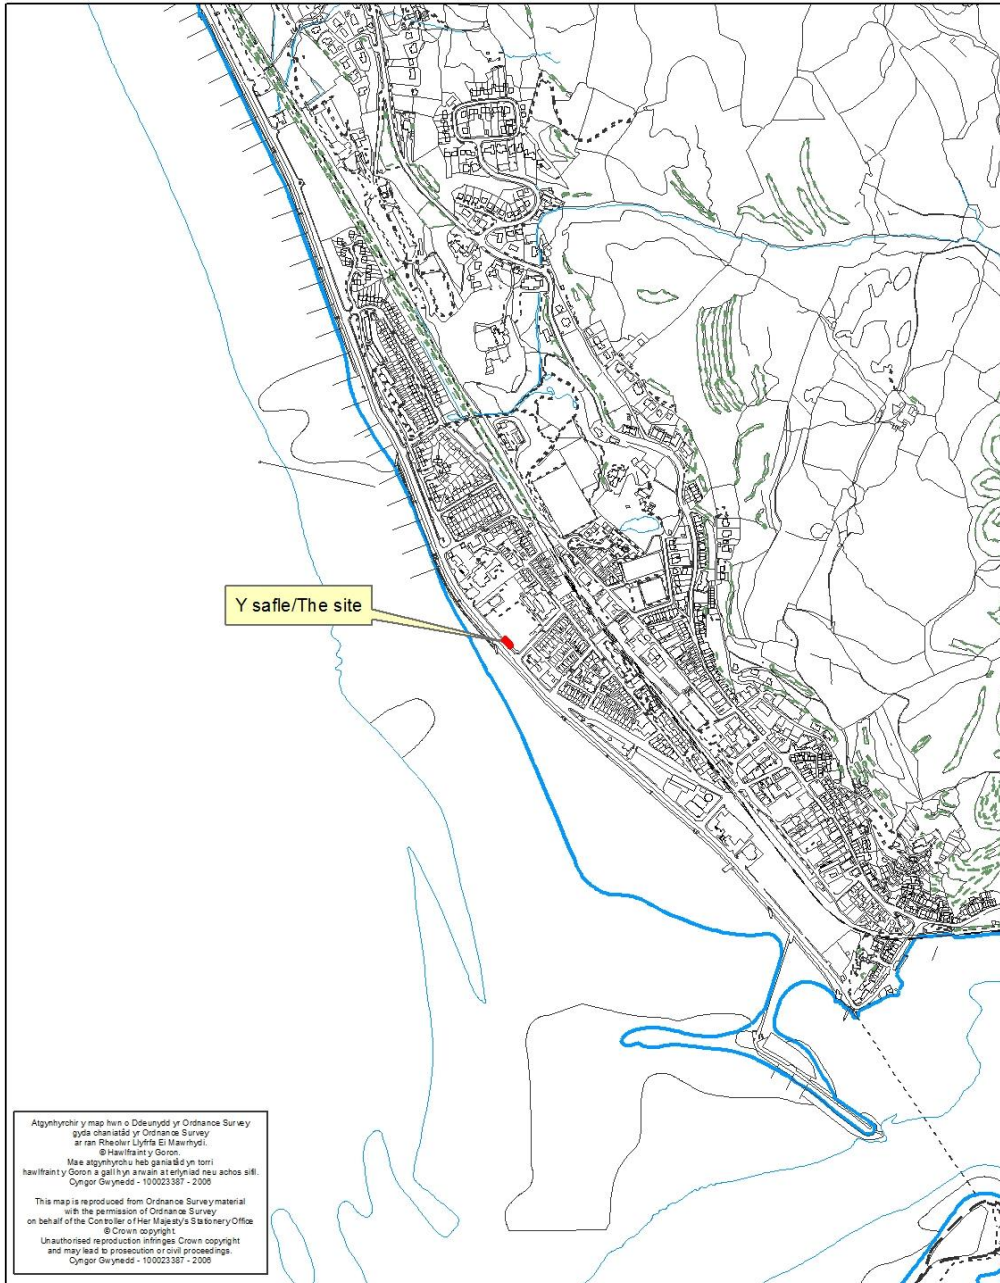 Y safle/The site
Atgynhyrchir y map hwn o Ddeunydd yr Ordnance Survey
gyda chaniatâd yr Ordnance Survey
ar ran Rheolwr Llyfrfa Ei Mawrhydi.
© Hawlfraint y Goron.
Mae atgynhyrchu heb ganiatâd yn torri
hawlfraint y Goron a gall hyn arwain at erlyniad neu achos sifil.
Cyngor Gwynedd - 100023387 - 2006
This map is reproduced from Ordnance Survey material
with the permission of Ordnance Survey
on behalf of the Controller of Her Majesty's Stationery Office
© Crown copyright.
Unauthorised reproduction infringes Crown copyright
and may lead to prosecution or civil proceedings.
Cyngor Gwynedd - 100023387 - 2006